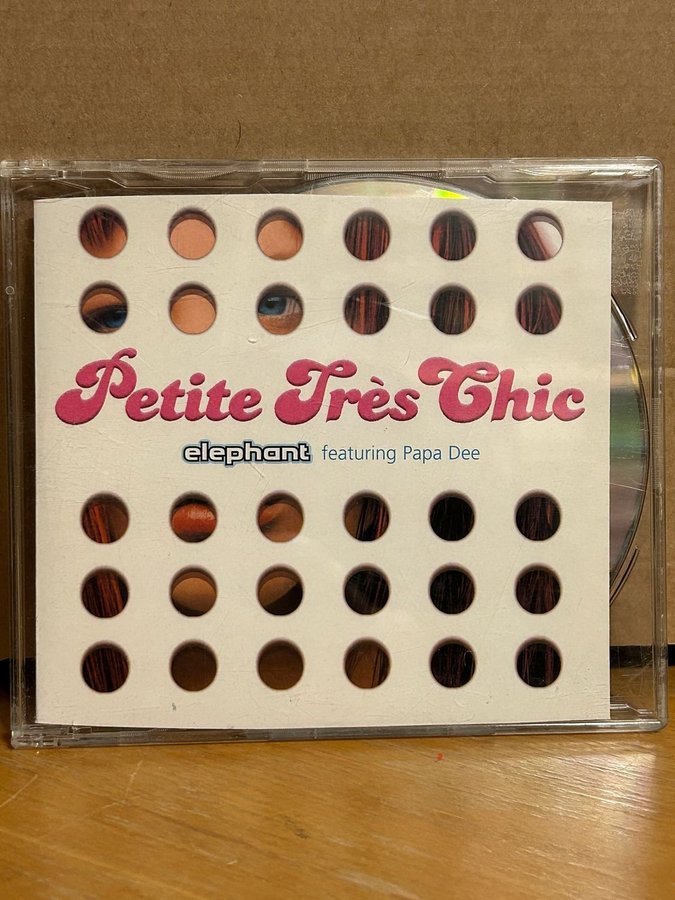 Petite Très Chic
elephant featuring Papa Dee